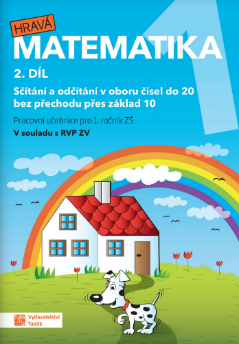 HRAVÁ
MATEMATIKA
1
2. DÍL
Sčítání a odčítání v oboru čísel do 20
bez přechodu přes základ 10
Pracovní učebnice pro 1. ročník ZŠ
V souladu s RVP ZV
Vydavatelství
Taktik